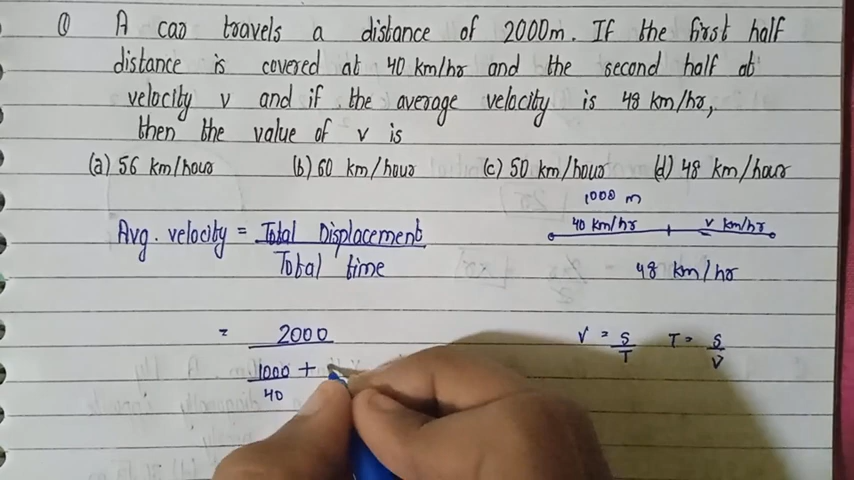 ① A car travels a distance of 2000m. If the first half
distance is covered at 40 km/hr and the second half at
velocity v and if the average velocity is 48 km/hr,
then the value of v is
(a) 56 km/hour (b) 60 km/hour (c) 50 km/hour (d) 48 km/hour
1000 m
40 km/hr v km/hr
48 km/hr
Avg. velocity = Total Displacement
Total time
= 2000
1000 +
40
V = S T = S
T V